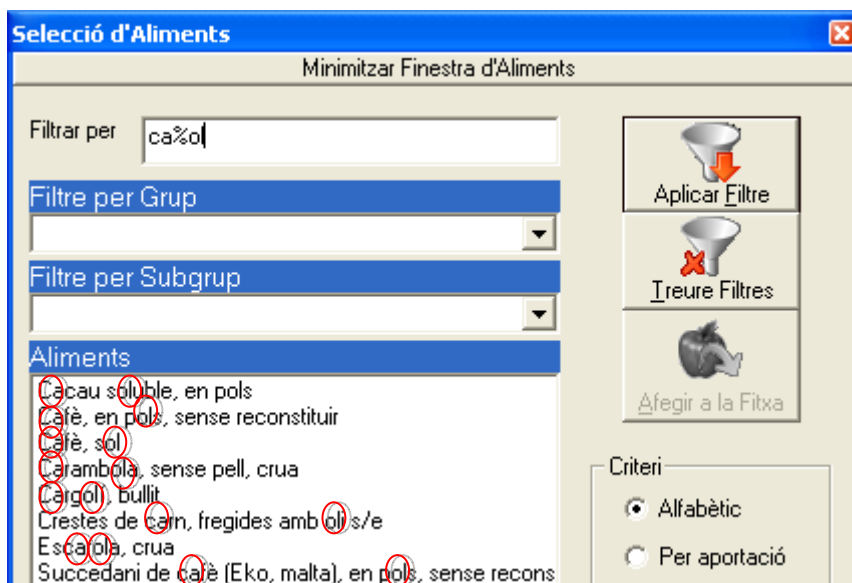 Selecció d'Aliments
Minimitzar Finestra d'Aliments
Filtrar per
ca%ol
Aplicar Filtre
Filtre per Grup
Treure Filtres
Filtre per Subgrup
Afegir a la Fitxa
Aliments
Cacau soluble, en pols
Cafè, en pols, sense reconstituir
Cafè, sol
Carambola, sense pell, crua
Cargolí, bullit
Crestes de carn, fregides amb oli s/e
Escarola, crua
Succedani de cafè (Eko, malta), en pols, sense recons
Criteri
Alfabètic
Per aportació